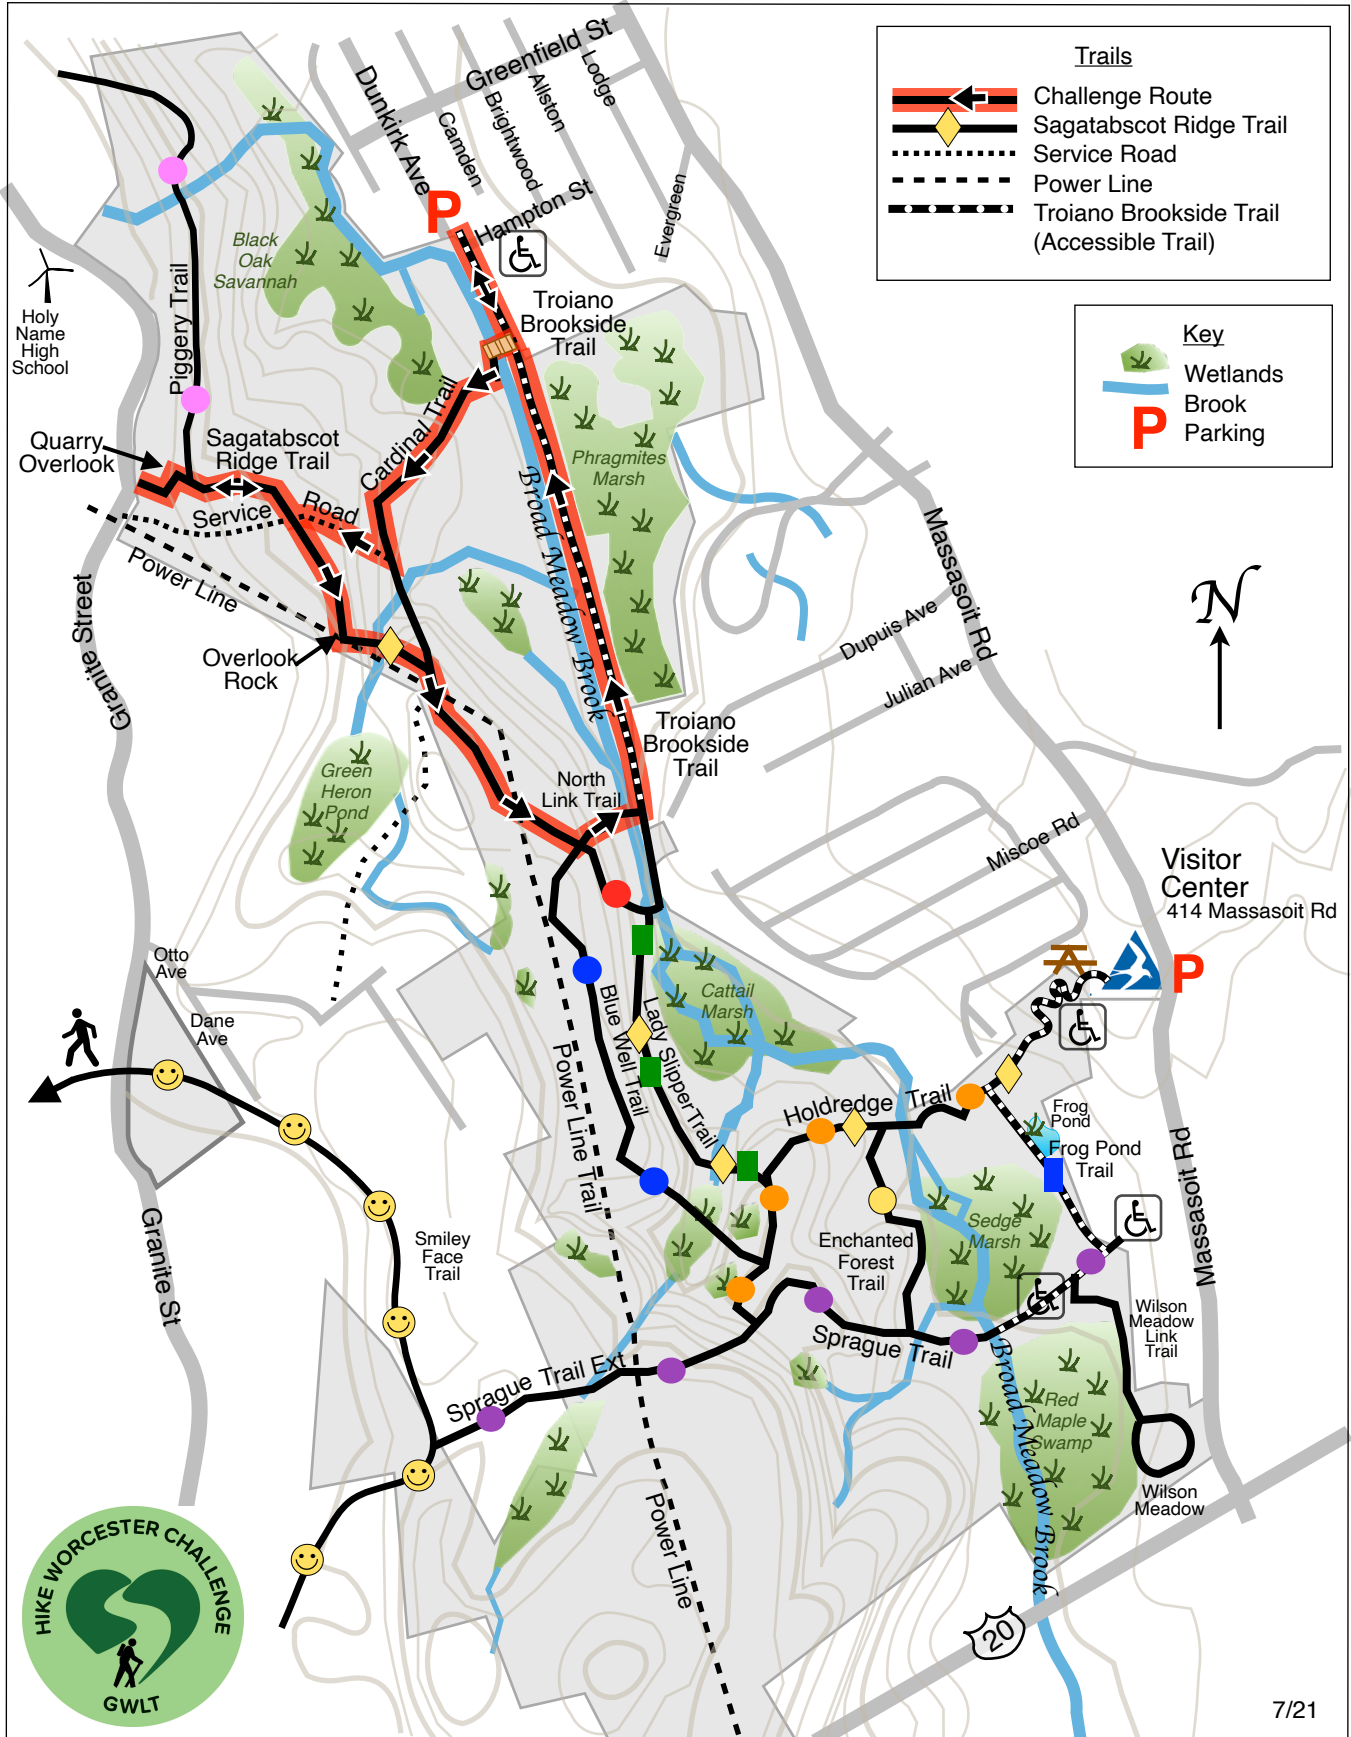 Trails
Challenge Route
Sagatabscot Ridge Trail
Service Road
Power Line
Troiano Brookside Trail
(Accessible Trail)
Key
Wetlands
Brook
P
Parking
Greenfield St
Dunkirk Ave
Camden
Brightwood
Allston
Lodge
P
Hampton St
Evergreen
Black
Oak
Savannah
Holy
Name
High
School
Piggery Trail
Troiano
Brookside
Trail
Cardinal Trail
Quarry
Overlook
Sagatabscot
Ridge Trail
Service
Road
Phragmites
Marsh
Broad Meadow Brook
Power Line
Massasoit Rd
N
Granite Street
Dupuis Ave
Julian Ave
Overlook
Rock
Troiano
Brookside
Trail
Green
Heron
Pond
North
Link Trail
Miscoe Rd
Visitor
Center
414 Massasoit Rd
P
Otto
Ave
Dane
Ave
Cattail
Marsh
Blue Well Trail
Lady Slipper Trail
Power Line Trail
Holdredge Trail
Frog
Pond
Frog Pond
Trail
Massasoit Rd
Granite St
Smiley
Face
Trail
Enchanted
Forest
Trail
Sedge
Marsh
Wilson
Meadow
Link
Trail
Sprague Trail
Sprague Trail Ext
Broad Meadow Brook
Red
Maple
Swamp
Wilson
Meadow
Power Line
20
HIKE WORCESTER CHALLENGE
GWLT
7/21